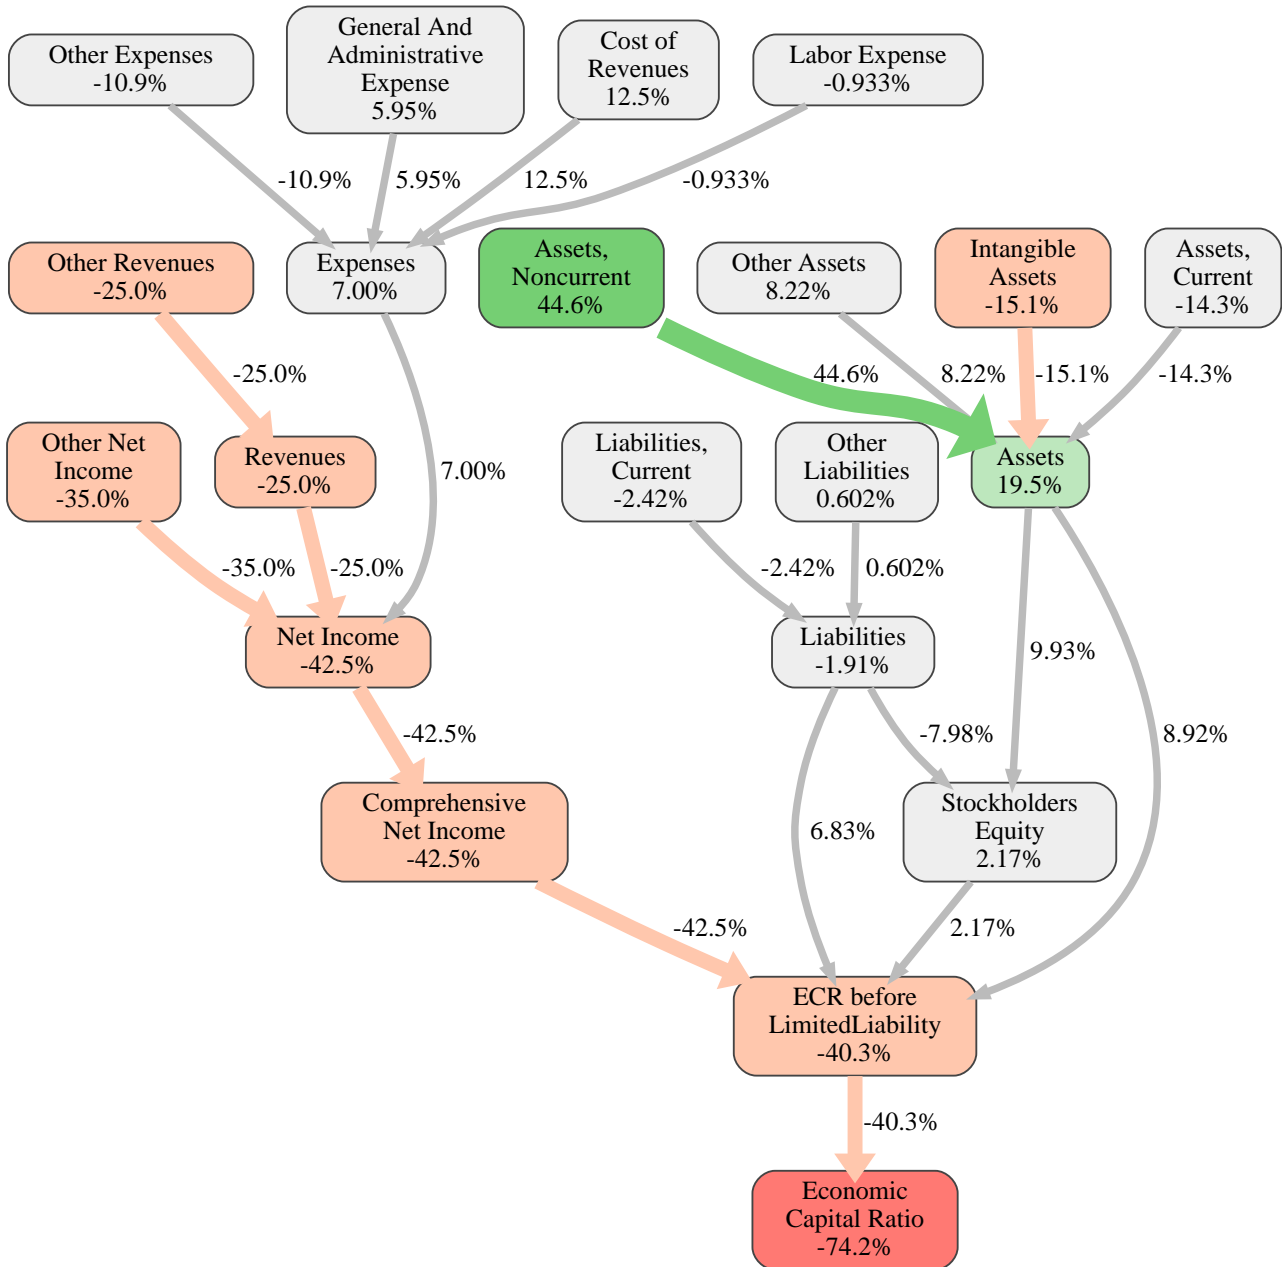 Other Expenses
-10.9%
General And
Administrative
Expense
5.95%
Cost of
Revenues
12.5%
Labor Expense
-0.933%
-10.9%
5.95%
12.5%
-0.933%
Other Revenues
-25.0%
Expenses
7.00%
Assets,
Noncurrent
44.6%
Other Assets
8.22%
Intangible
Assets
-15.1%
Assets,
Current
-14.3%
-25.0%
44.6%
8.22%
-15.1%
-14.3%
Other Net
Income
-35.0%
Revenues
-25.0%
7.00%
Liabilities,
Current
-2.42%
Other
Liabilities
0.602%
Assets
19.5%
-35.0%
-25.0%
-2.42%
0.602%
Net Income
-42.5%
Liabilities
-1.91%
9.93%
-42.5%
-7.98%
8.92%
Comprehensive
Net Income
-42.5%
6.83%
Stockholders
Equity
2.17%
-42.5%
2.17%
ECR before
LimitedLiability
-40.3%
-40.3%
Economic
Capital Ratio
-74.2%